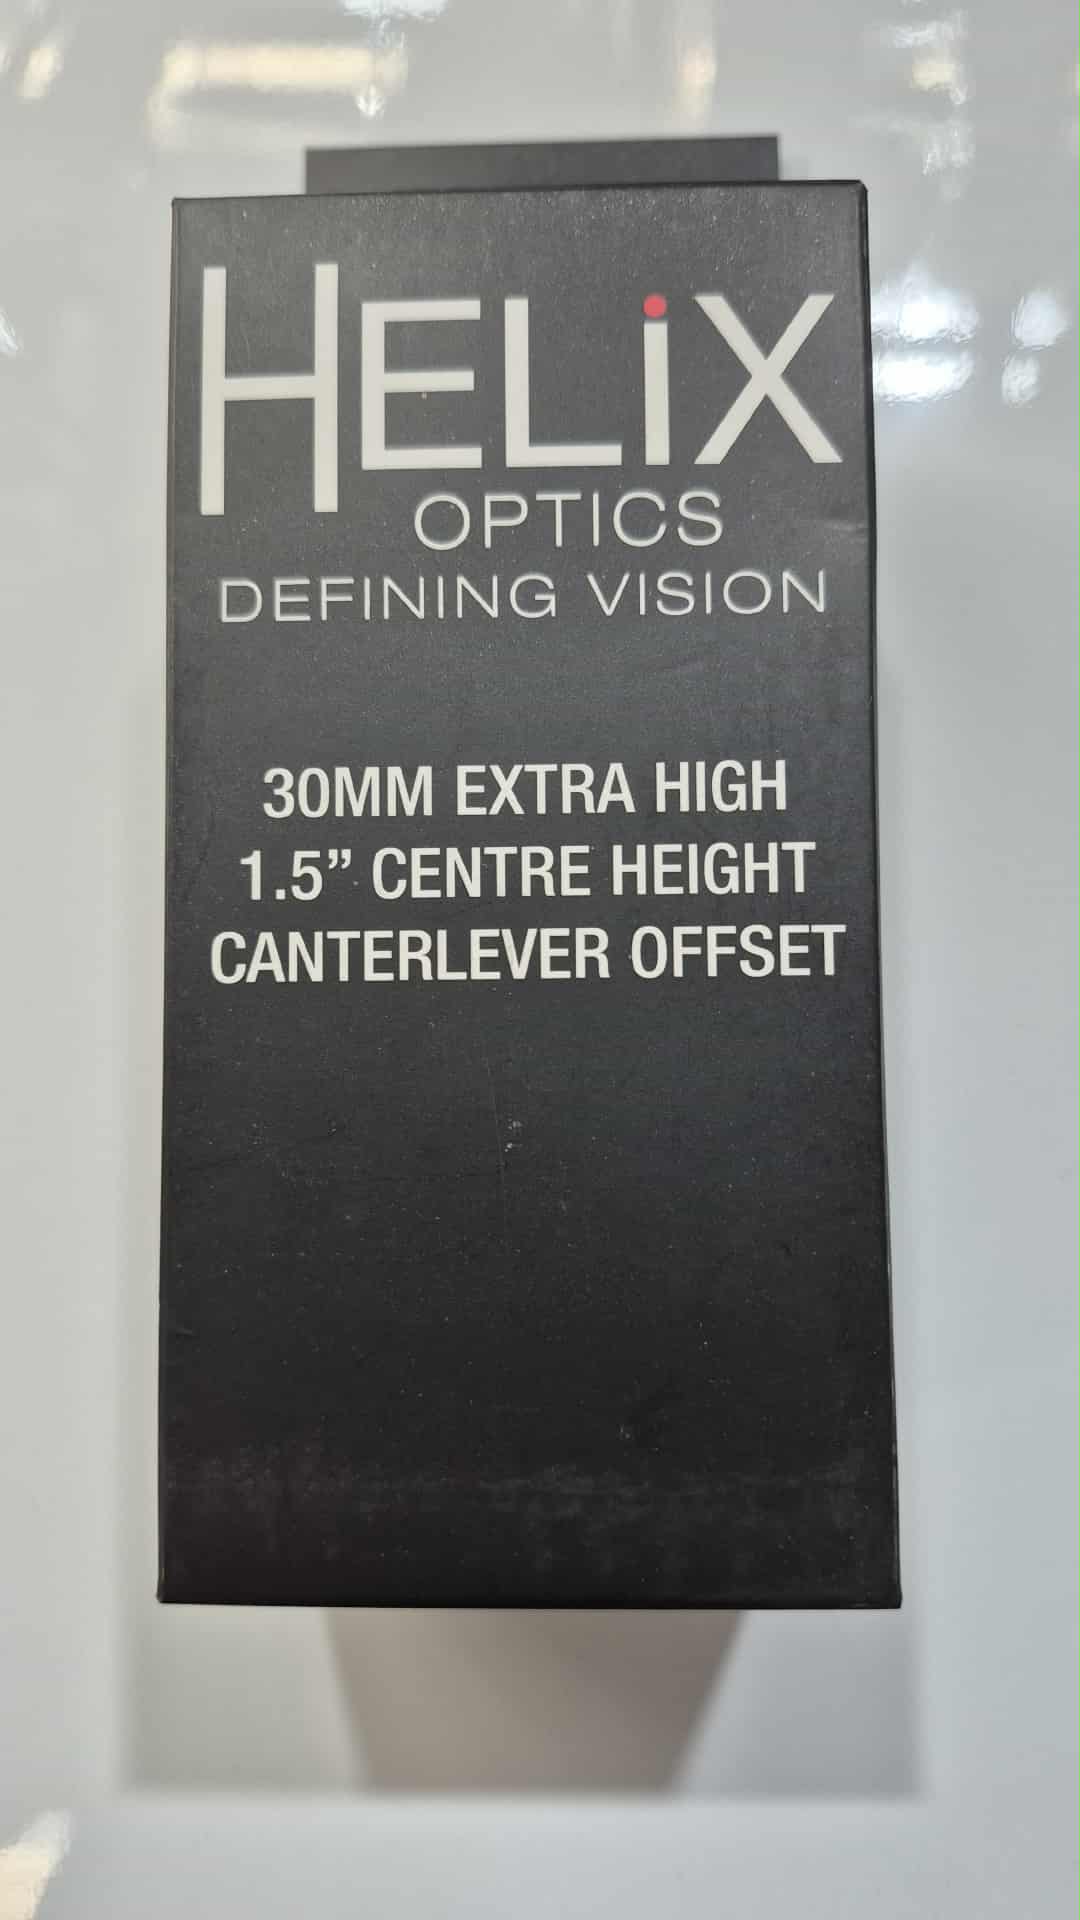 HELiX
OPTICS
DEFINING VISION
30MM EXTRA HIGH
1.5” CENTRE HEIGHT
CANTERLEVER OFFSET